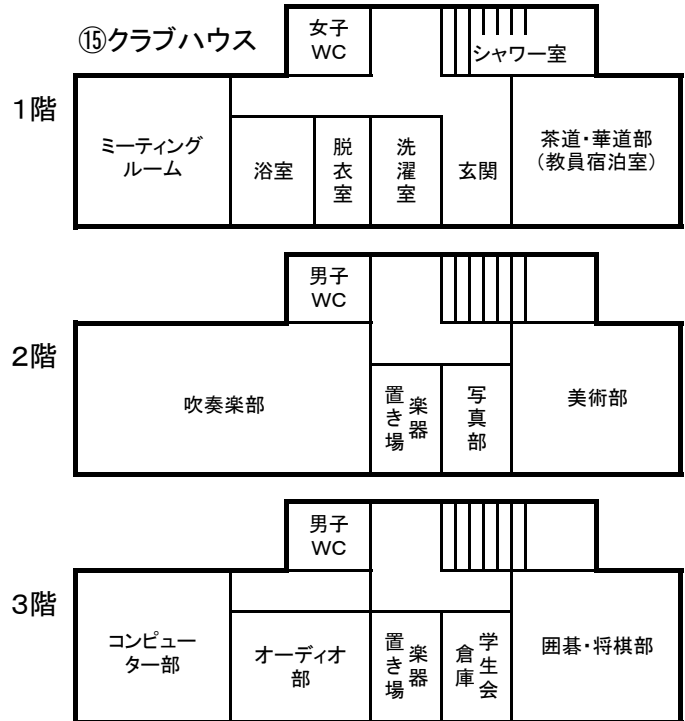 ⑮クラブハウス
女子
WC
シャワー室
1階
ミーティング
ルーム
浴室
脱衣室
洗濯室
玄関
茶道・華道部
（教員宿泊室）
男子
WC
2階
吹奏楽部
楽器
置き場
写真部
美術部
男子
WC
3階
コンピュー
ター部
オーディオ
部
楽器
置き場
学生会
倉庫
囲碁・将棋部